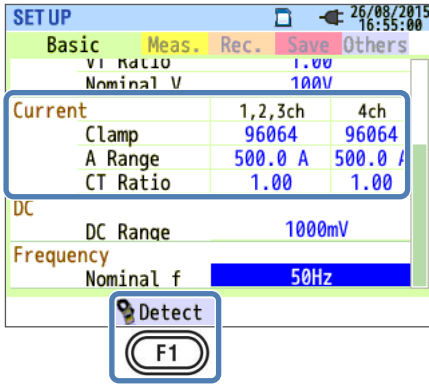 SET UP 26/08/2015
16:55:00
Basic Meas. Rec. Save Others
VT Ratio 1.00
Nominal V 100V
Current 1,2,3ch 4ch
Clamp 96064 96064
A Range 500.0 A 500.0 A
CT Ratio 1.00 1.00
DC
DC Range 1000mV
Frequency
Nominal f 50Hz
Detect
F1